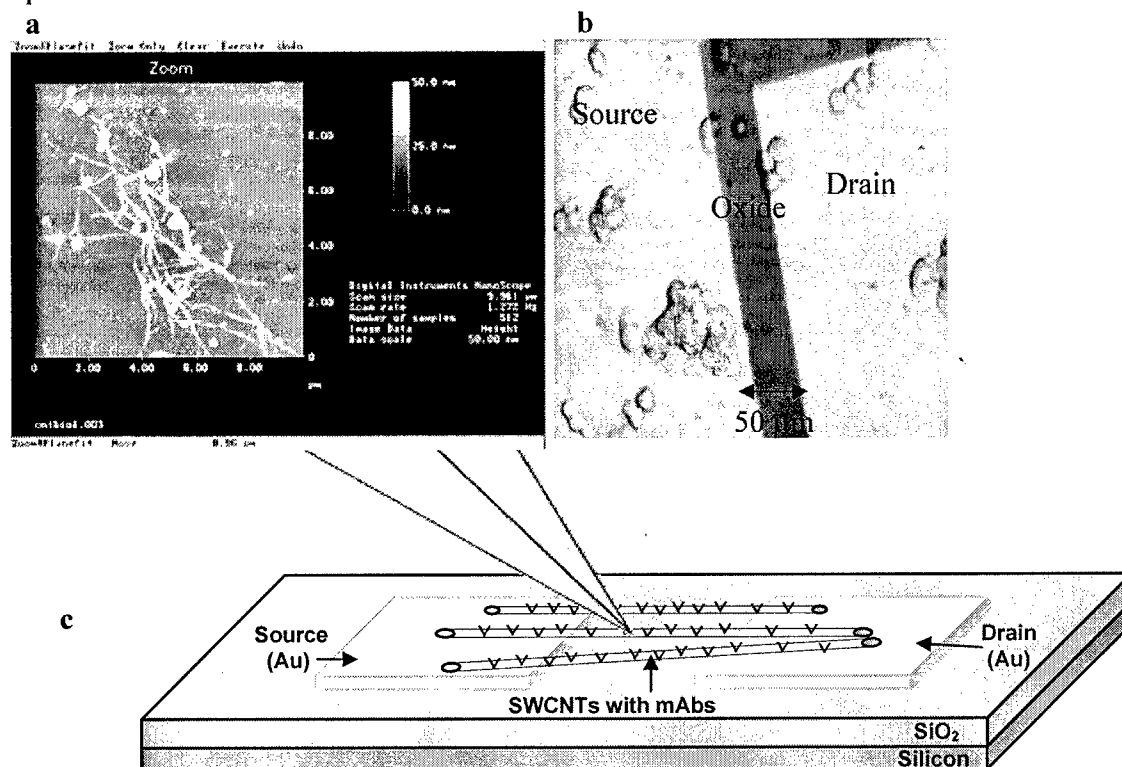 a
b
Zoom
50.0 nm
25.0 nm
0.0 nm
8.00
6.00
4.00
2.00
0
0 2.00 4.00 6.00 8.00
μm
Digital Instruments NanoScope
Scan size
Scan rate
Number of samples 512
Image Data Height
Data scale 50.00 nm
Source
Drain
Oxide
50 μm
c
Source
(Au)
Drain
(Au)
SWCNTs with mAbs
SiO₂
Silicon